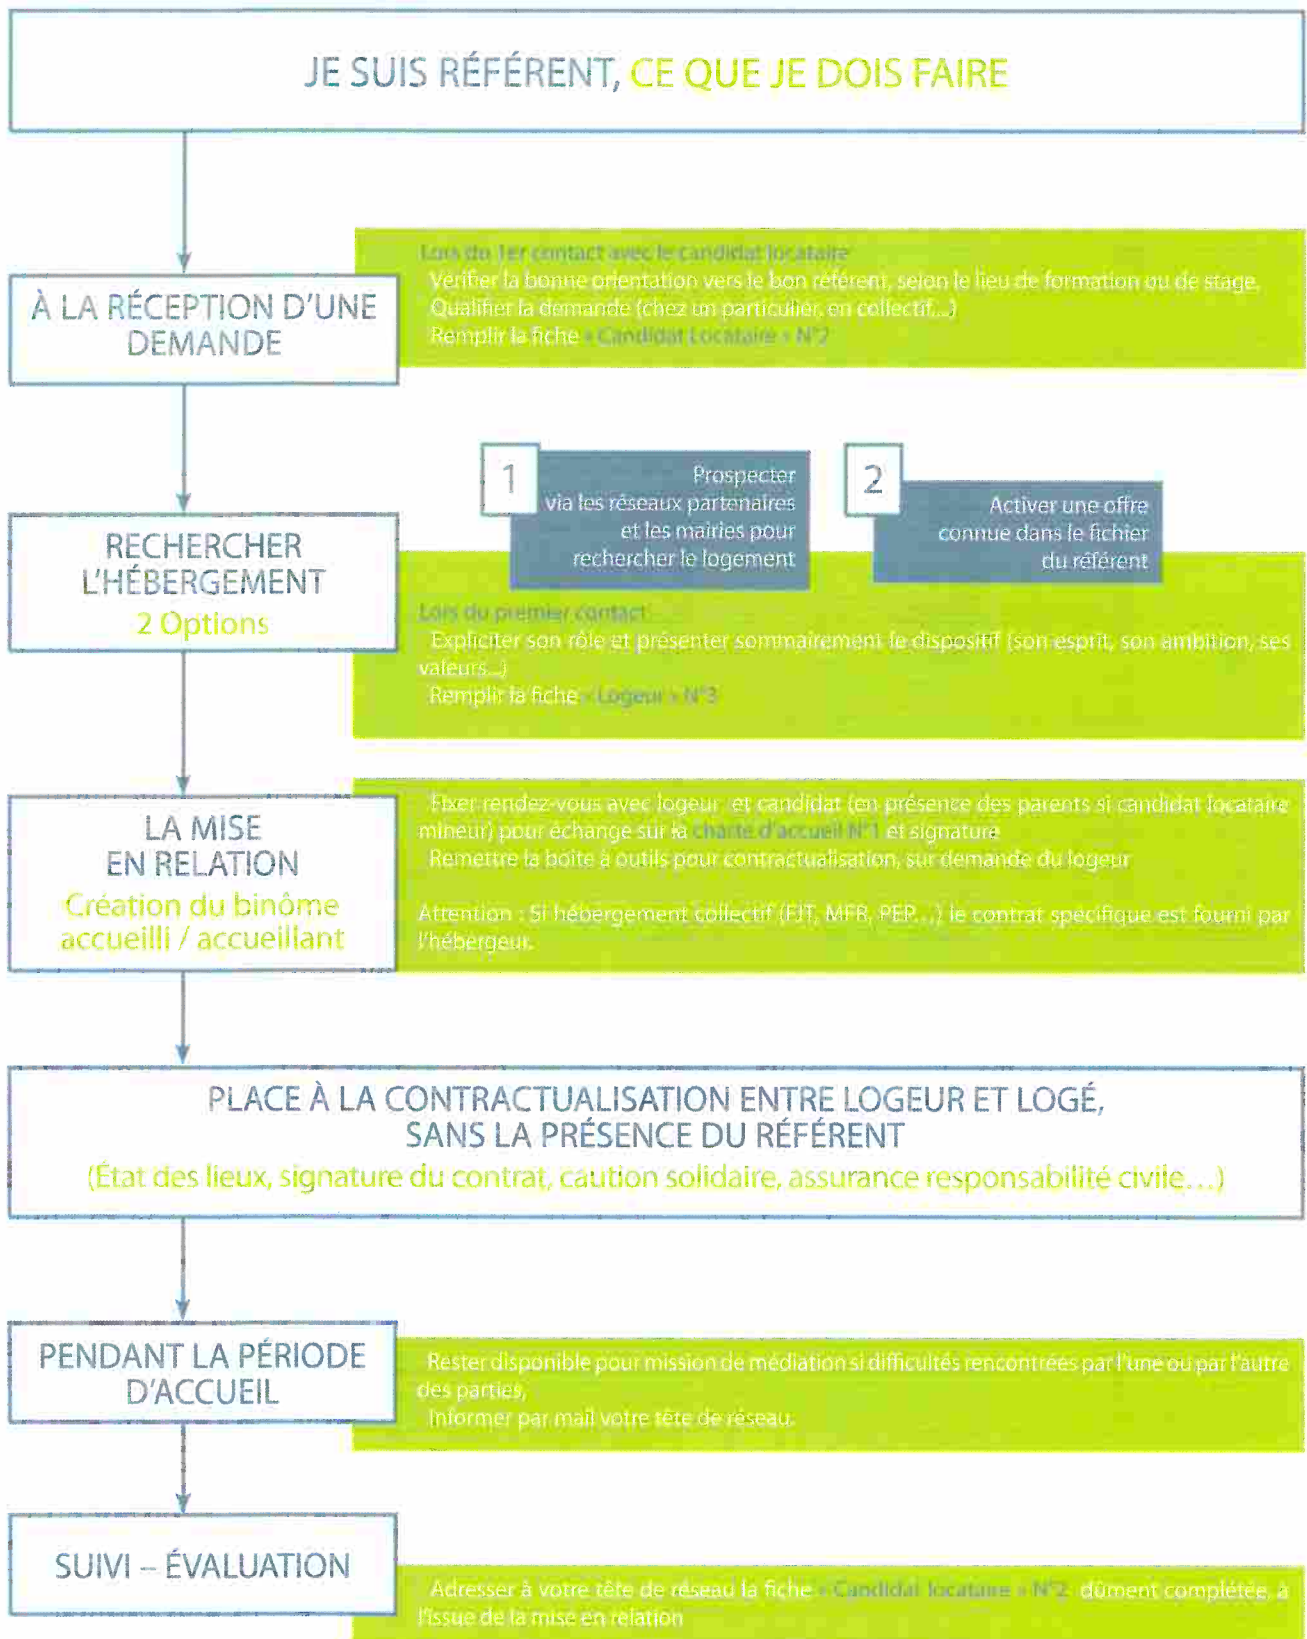 JE SUIS RÉFÉRENT, CE QUE JE DOIS FAIRE
À LA RÉCEPTION D'UNE
DEMANDE
Lors du 1er contact avec le candidat locataire
Vérifier la bonne orientation vers le bon référent, selon le lieu de formation ou de stage,
Qualifier la demande (chez un particulier, en collectif...)
Remplir la fiche « Candidat Locataire » N°2
RECHERCHER
L'HÉBERGEMENT
2 Options
1
Prospecter
via les réseaux partenaires
et les mairies pour
rechercher le logement
2
Activer une offre
connue dans le fichier
du référent
Lors du premier contact
Expliciter son rôle et présenter sommairement le dispositif (son esprit, son ambition, ses
valeurs...)
Remplir la fiche « Logeur » N°3
LA MISE
EN RELATION
Création du binôme
accueilli / accueillant
Fixer rendez-vous avec logeur et candidat (en présence des parents si candidat locataire
mineur) pour échange sur la charte d'accueil N°1 et signature
Remettre la boîte à outils pour contractualisation, sur demande du logeur
Attention : Si hébergement collectif (FJT, MFR, PEP...) le contrat spécifique est fourni par
l'hébergeur.
PLACE À LA CONTRACTUALISATION ENTRE LOGEUR ET LOGÉ,
SANS LA PRÉSENCE DU RÉFÉRENT
(État des lieux, signature du contrat, caution solidaire, assurance responsabilité civile...)
PENDANT LA PÉRIODE
D'ACCUEIL
Rester disponible pour mission de médiation si difficultés rencontrées par l'une ou par l'autre
des parties,
Informer par mail votre tête de réseau.
SUIVI – ÉVALUATION
Adresser à votre tête de réseau la fiche « Candidat locataire » N°2 dûment complétée, à
l'issue de la mise en relation